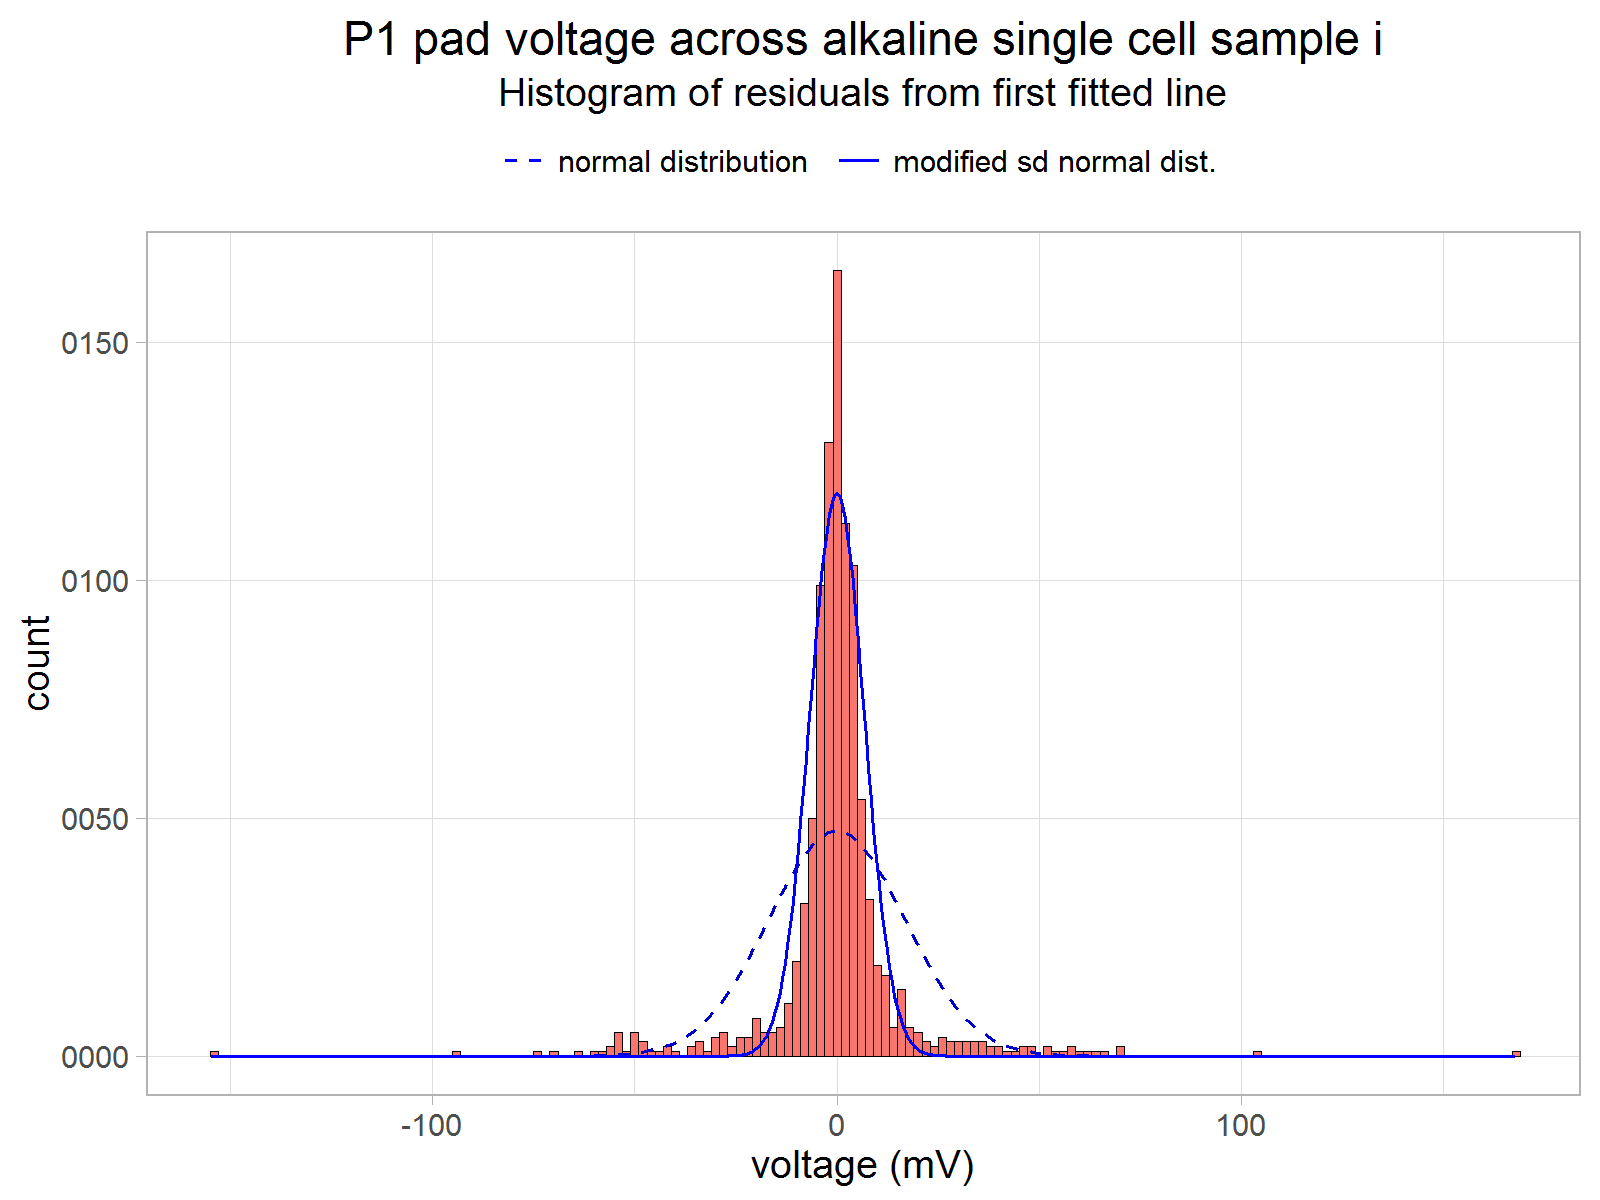 P1 pad voltage across alkaline single cell sample i
Histogram of residuals from first fitted line
normal distribution modified sd normal dist.
0150
0100
0050
0000
count
-100 0 100
voltage (mV)